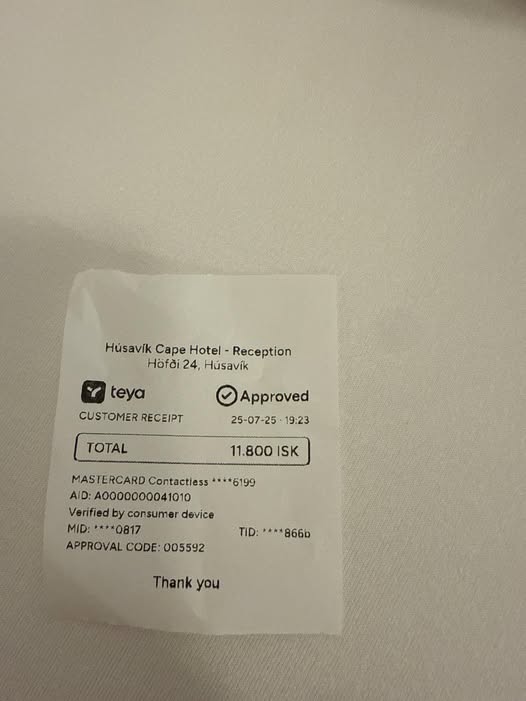 Húsavík Cape Hotel - Reception
Höfði 24, Húsavík
teya Approved
CUSTOMER RECEIPT 25-07-25 · 19:23
TOTAL 11.800 ISK
MASTERCARD Contactless ****6199
AID: A0000000041010
Verified by consumer device
MID: ****0817 TID: ****866b
APPROVAL CODE: 005592
Thank you